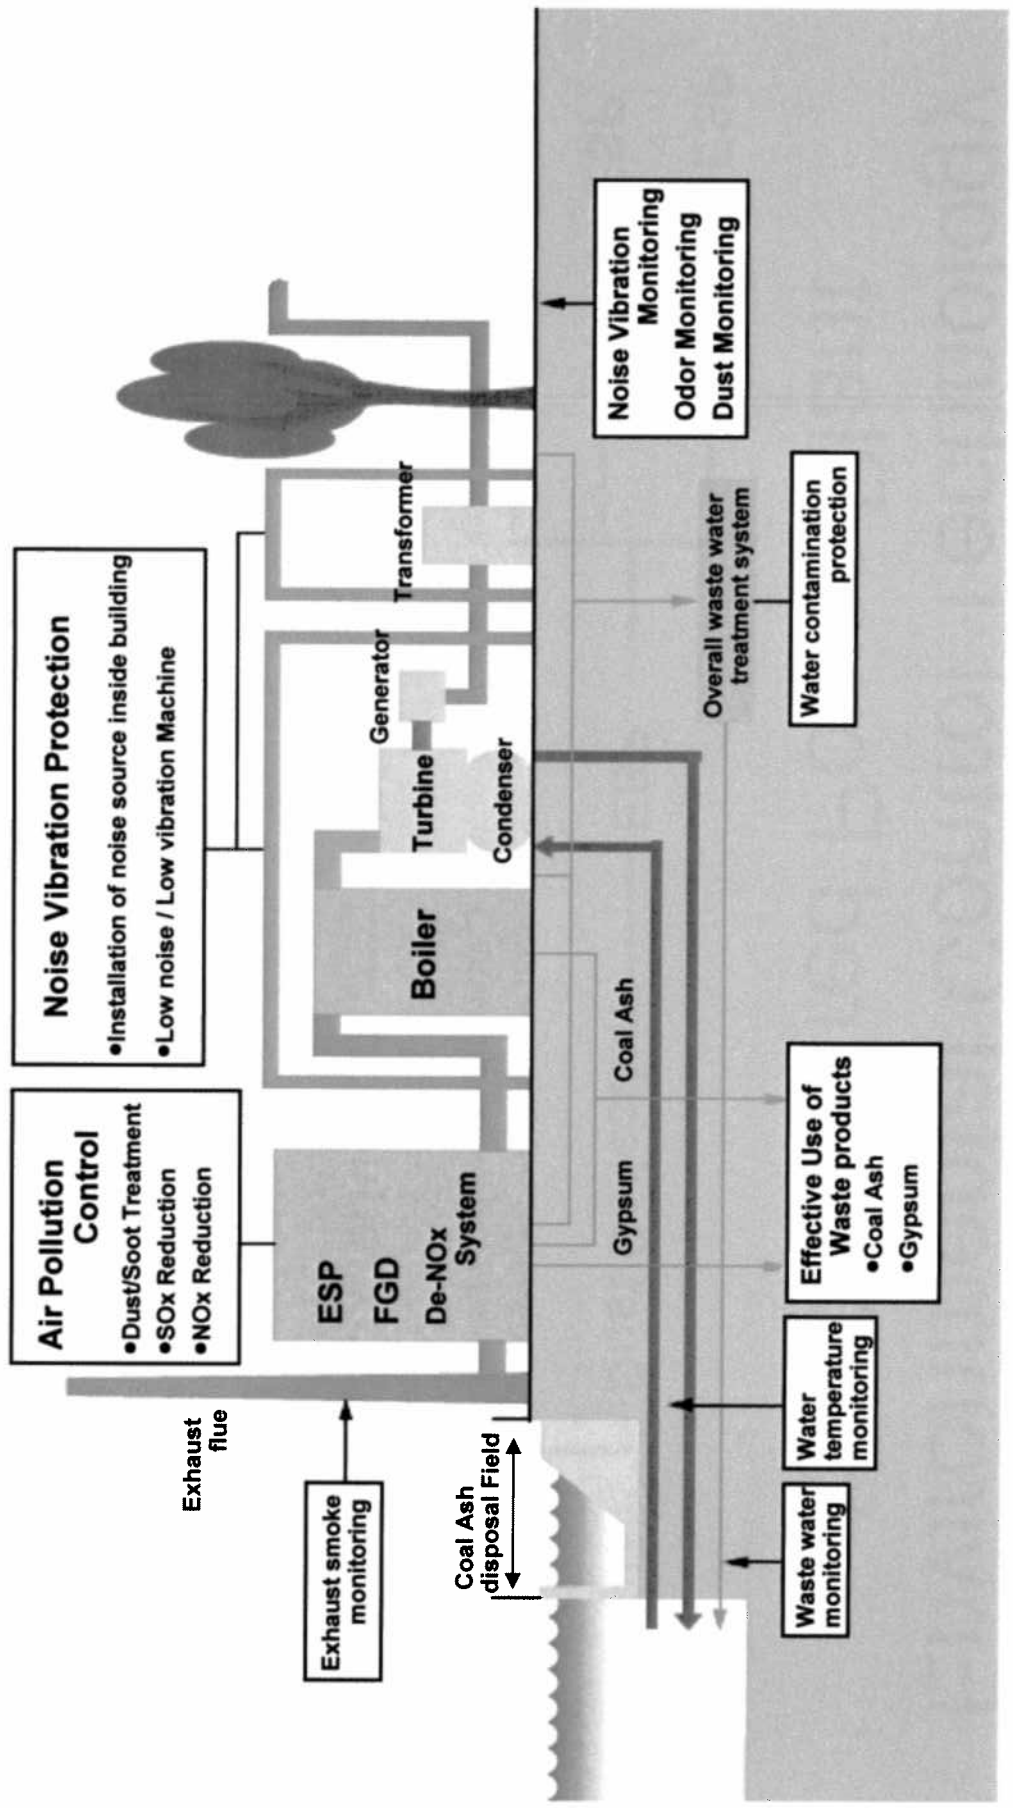 Air Pollution
Control
•Dust/Soot Treatment
•SOx Reduction
•NOx Reduction
Noise Vibration Protection
•Installation of noise source inside building
•Low noise / Low vibration Machine
Exhaust
flue
Exhaust smoke
monitoring
ESP
FGD
De-NOx
System
Boiler
Turbine
Condenser
Generator
Transformer
Coal Ash
disposal Field
Gypsum
Coal Ash
Overall waste water
treatment system
Noise Vibration
Monitoring
Odor Monitoring
Dust Monitoring
Waste water
monitoring
Water
temperature
monitoring
Effective Use of
Waste products
•Coal Ash
•Gypsum
Water contamination
protection